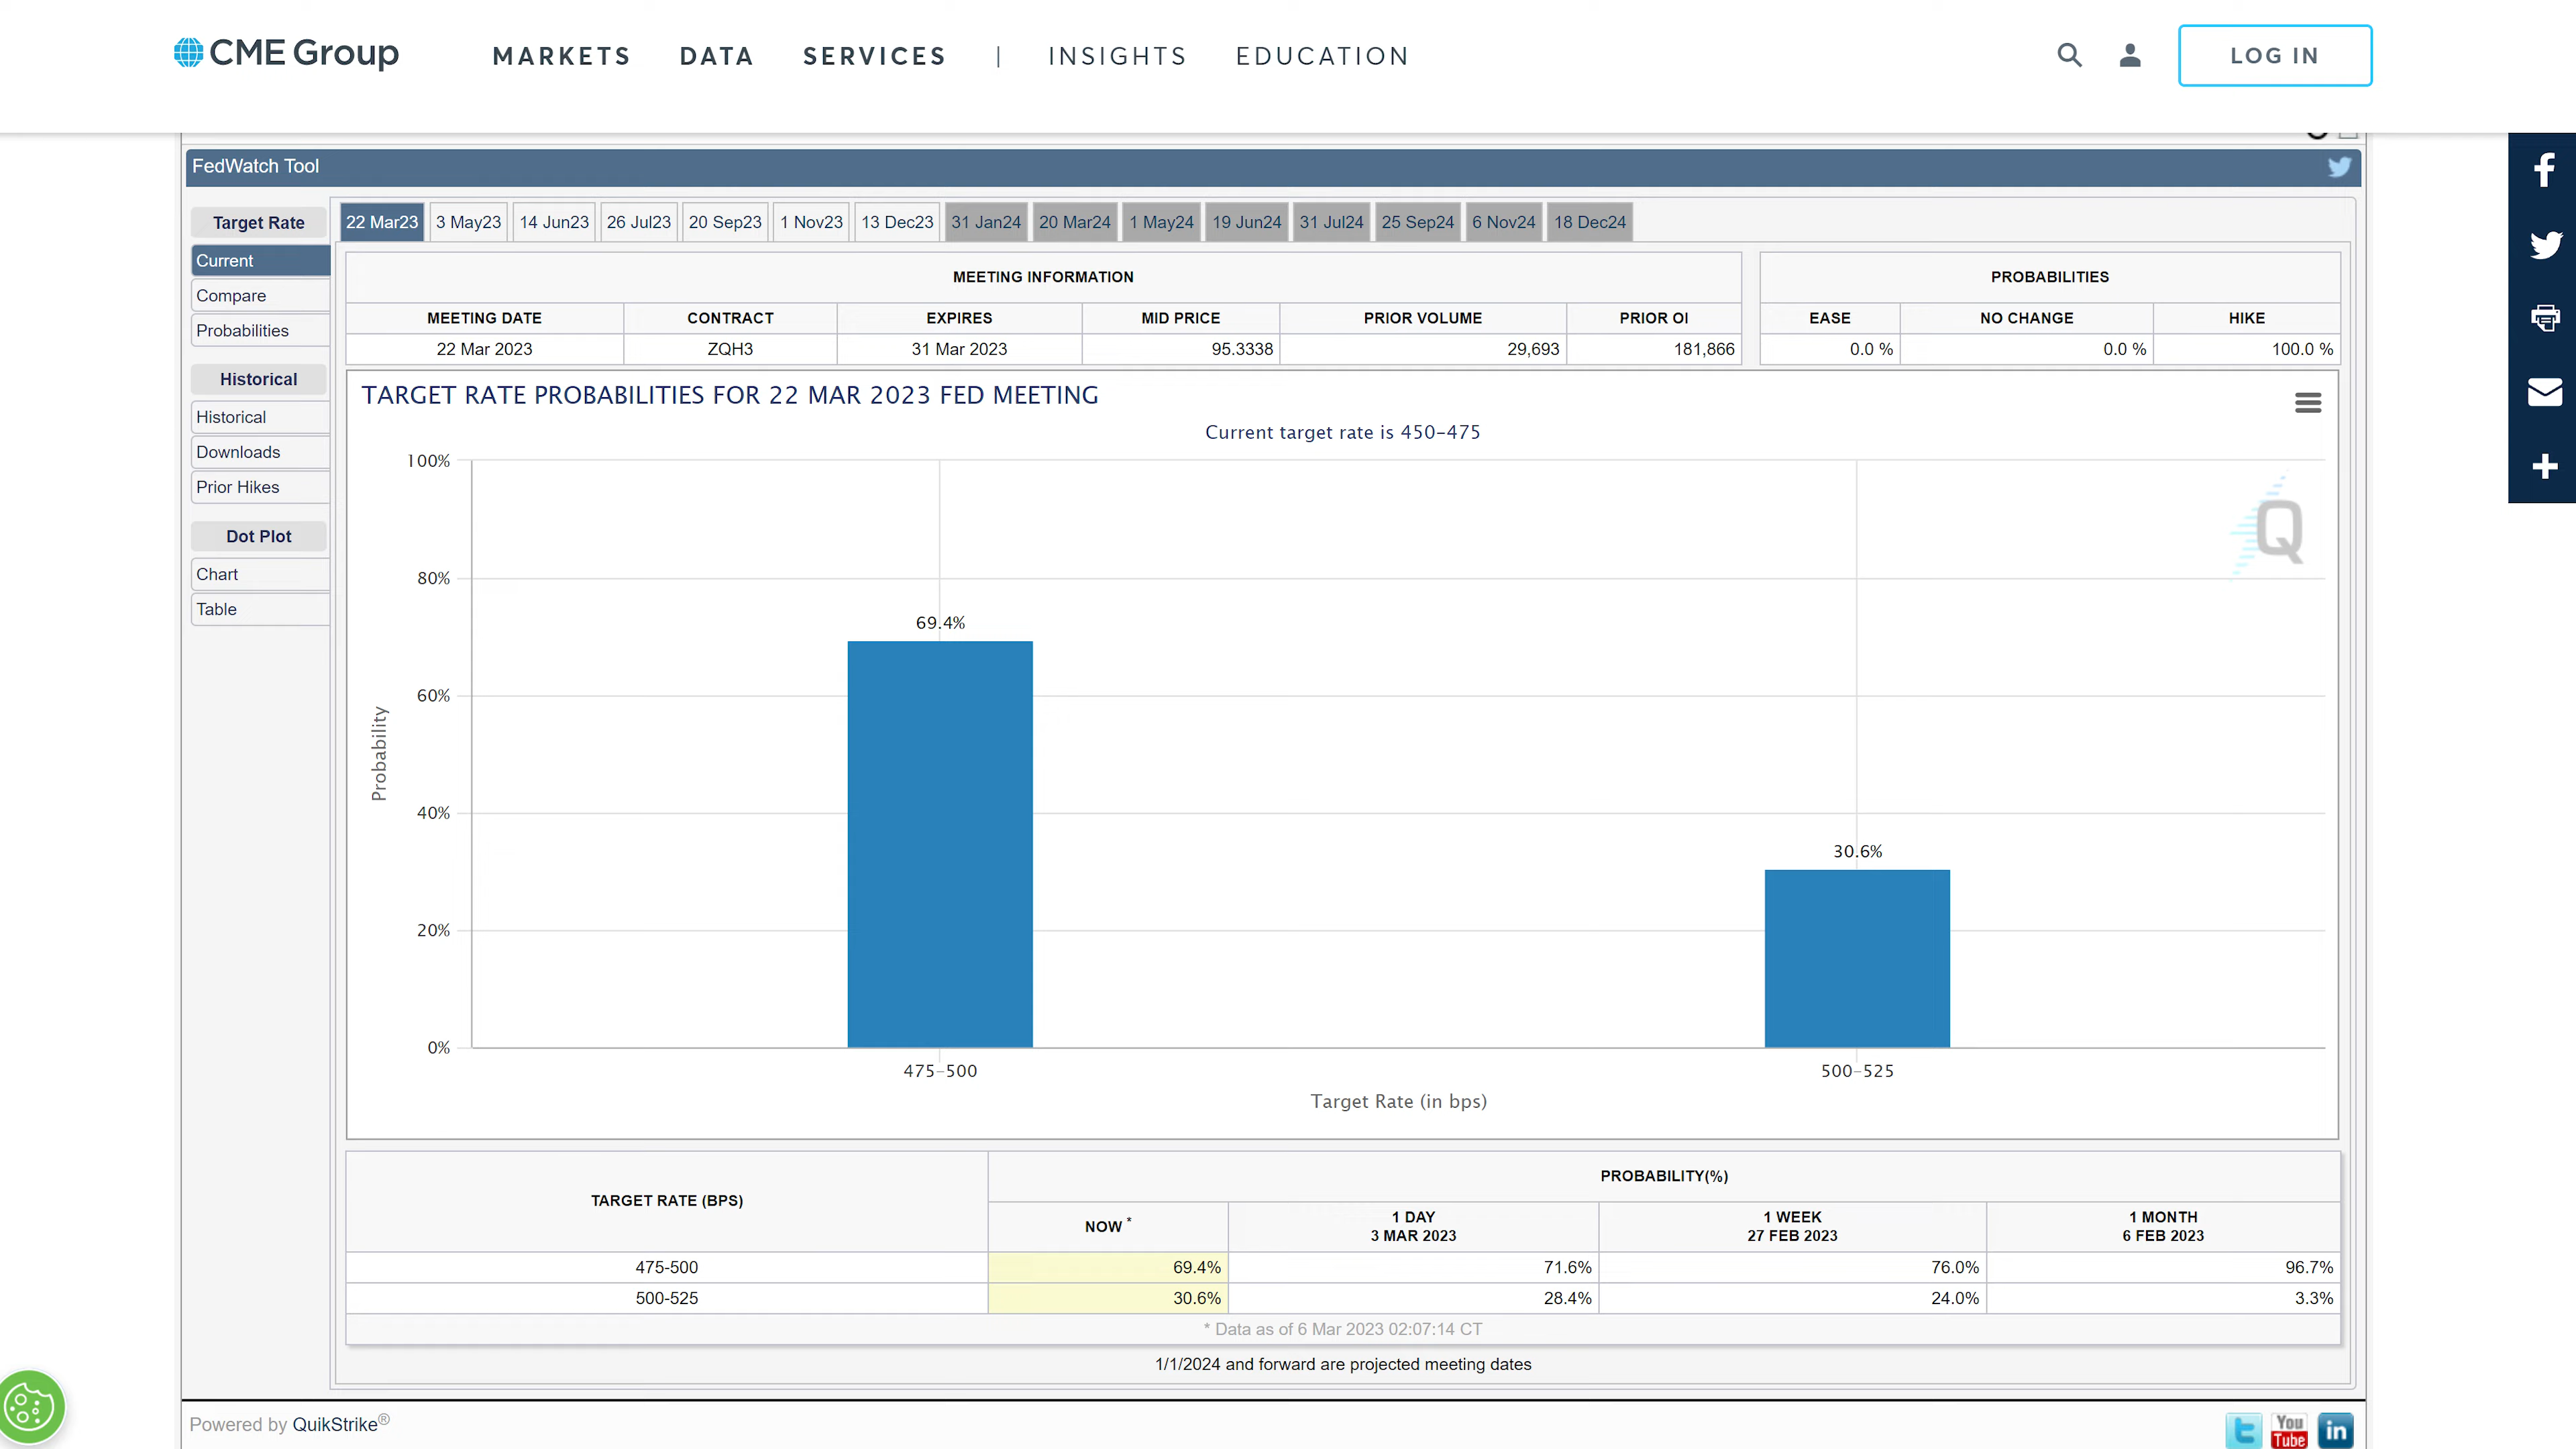 CME Group MARKETS DATA SERVICES | INSIGHTS EDUCATION LOG IN
FedWatch Tool
Target Rate
Current
Compare
Probabilities
Historical
Historical
Downloads
Prior Hikes
Dot Plot
Chart
Table
22 Mar23 3 May23 14 Jun23 26 Jul23 20 Sep23 1 Nov23 13 Dec23 31 Jan24 20 Mar24 1 May24 19 Jun24 31 Jul24 25 Sep24 6 Nov24 18 Dec24
MEETING INFORMATION
MEETING DATE CONTRACT EXPIRES MID PRICE PRIOR VOLUME PRIOR OI
22 Mar 2023 ZQH3 31 Mar 2023 95.3338 29,693 181,866
PROBABILITIES
EASE NO CHANGE HIKE
0.0 % 0.0 % 100.0 %
TARGET RATE PROBABILITIES FOR 22 MAR 2023 FED MEETING
Current target rate is 450-475
100%
80%
60%
40%
20%
0%
Probability
Q
69.4%
30.6%
475-500 500-525
Target Rate (in bps)
TARGET RATE (BPS) PROBABILITY(%)
NOW * 1 DAY 3 MAR 2023 1 WEEK 27 FEB 2023 1 MONTH 6 FEB 2023
475-500 69.4% 71.6% 76.0% 96.7%
500-525 30.6% 28.4% 24.0% 3.3%
* Data as of 6 Mar 2023 02:07:14 CT
1/1/2024 and forward are projected meeting dates
Powered by QuikStrike®
You Tube
in